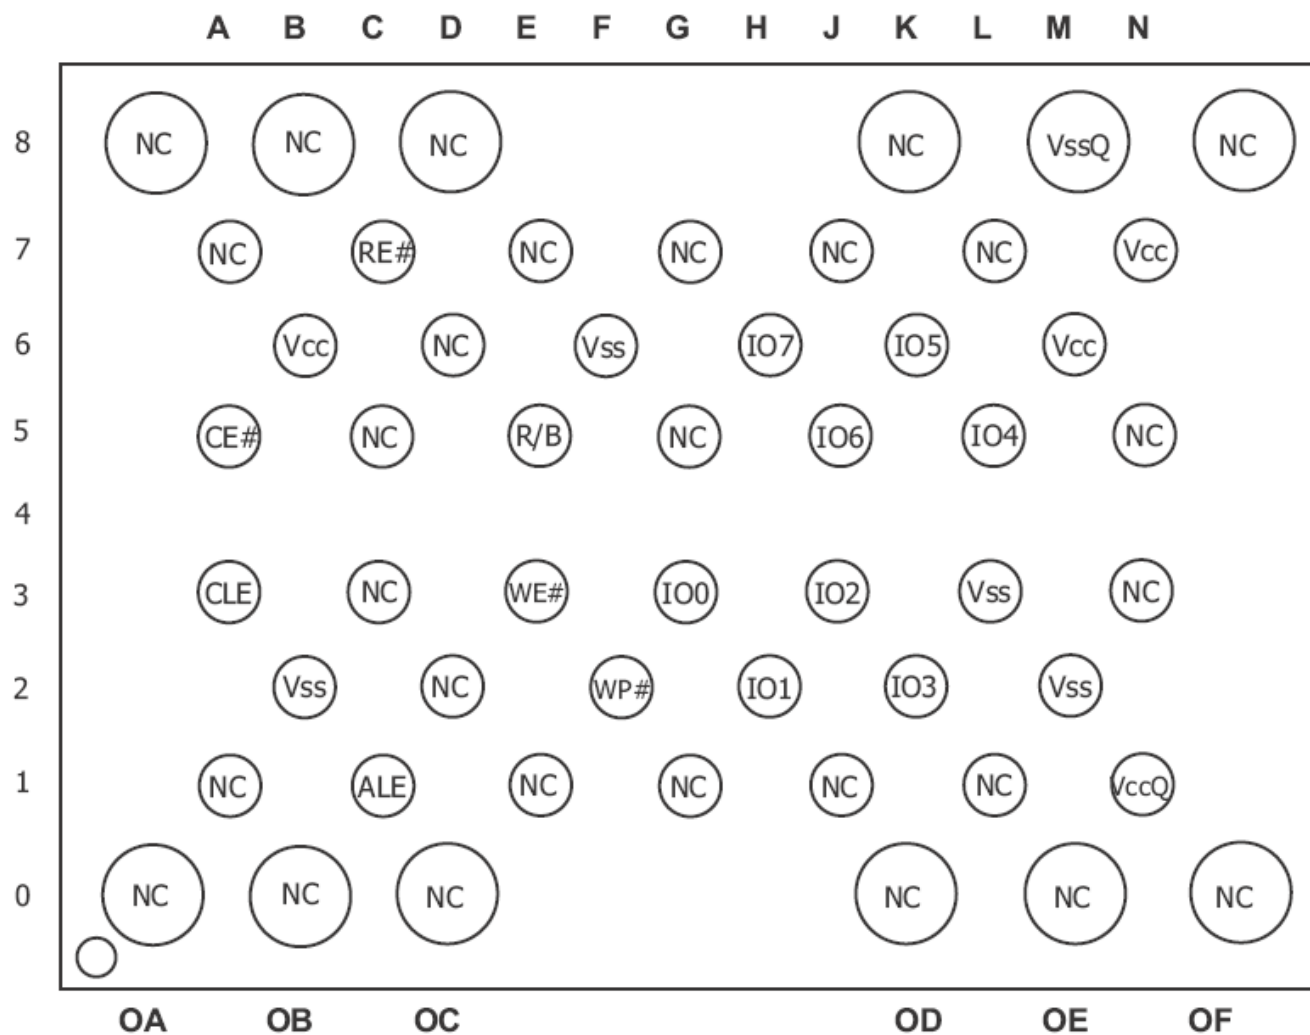 A B C D E F G H J K L M N
8 NC NC NC NC VssQ NC
7 NC RE# NC NC NC NC Vcc
6 Vcc NC Vss IO7 IO5 Vcc
5 CE# NC R/B NC IO6 IO4 NC
4
3 CLE NC WE# IO0 IO2 Vss NC
2 Vss NC WP# IO1 IO3 Vss
1 NC ALE NC NC NC NC VccQ
0 NC NC NC NC NC NC
OA OB OC OD OE OF